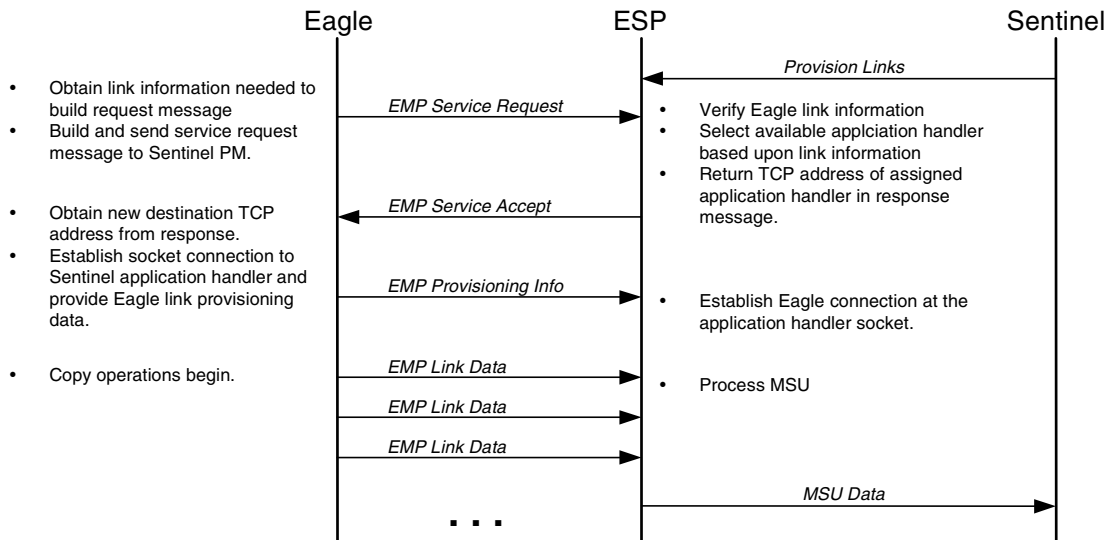 Eagle
ESP
Sentinel
Provision Links
• Obtain link information needed to
build request message
• Build and send service request
message to Sentinel PM.
EMP Service Request
• Verify Eagle link information
• Select available applciation handler
based upon link information
• Return TCP address of assigned
application handler in response
message.
EMP Service Accept
• Obtain new destination TCP
address from response.
• Establish socket connection to
Sentinel application handler and
provide Eagle link provisioning
data.
EMP Provisioning Info
• Establish Eagle connection at the
application handler socket.
• Copy operations begin.
EMP Link Data
• Process MSU
EMP Link Data
EMP Link Data
MSU Data
. . .